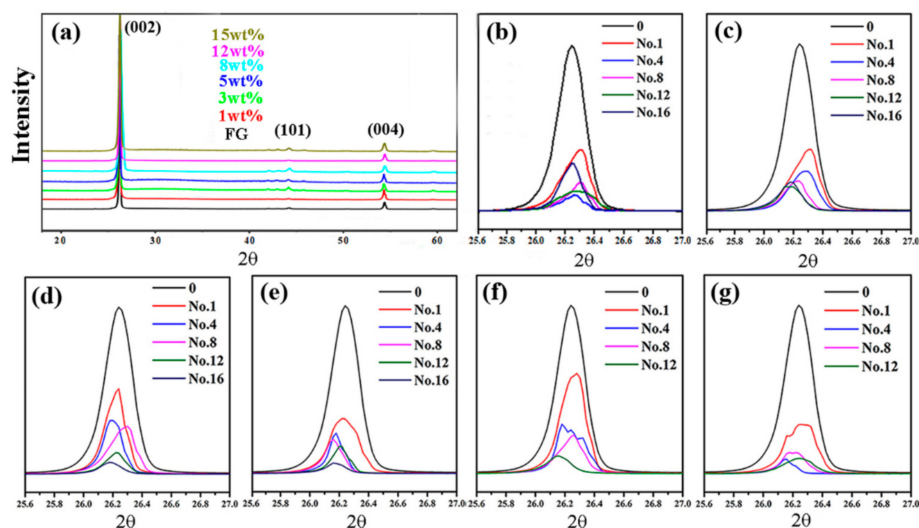 (a)
(002)
15wt%
12wt%
8wt%
5wt%
3wt%
1wt%
FG
(101)
(004)
Intensity
20
30
40
50
60
2θ
(b)
0
No.1
No.4
No.8
No.12
No.16
25.6 25.8 26.0 26.2 26.4 26.6 26.8 27.0
2θ
(c)
0
No.1
No.4
No.8
No.12
No.16
25.6 25.8 26.0 26.2 26.4 26.6 26.8 27.0
2θ
(d)
0
No.1
No.4
No.8
No.12
No.16
25.6 25.8 26.0 26.2 26.4 26.6 26.8 27.0
2θ
(e)
0
No.1
No.4
No.8
No.12
No.16
25.6 25.8 26.0 26.2 26.4 26.6 26.8 27.0
2θ
(f)
0
No.1
No.4
No.8
No.12
25.6 25.8 26.0 26.2 26.4 26.6 26.8 27.0
2θ
(g)
0
No.1
No.4
No.8
No.12
25.6 25.8 26.0 26.2 26.4 26.6 26.8 27.0
2θ